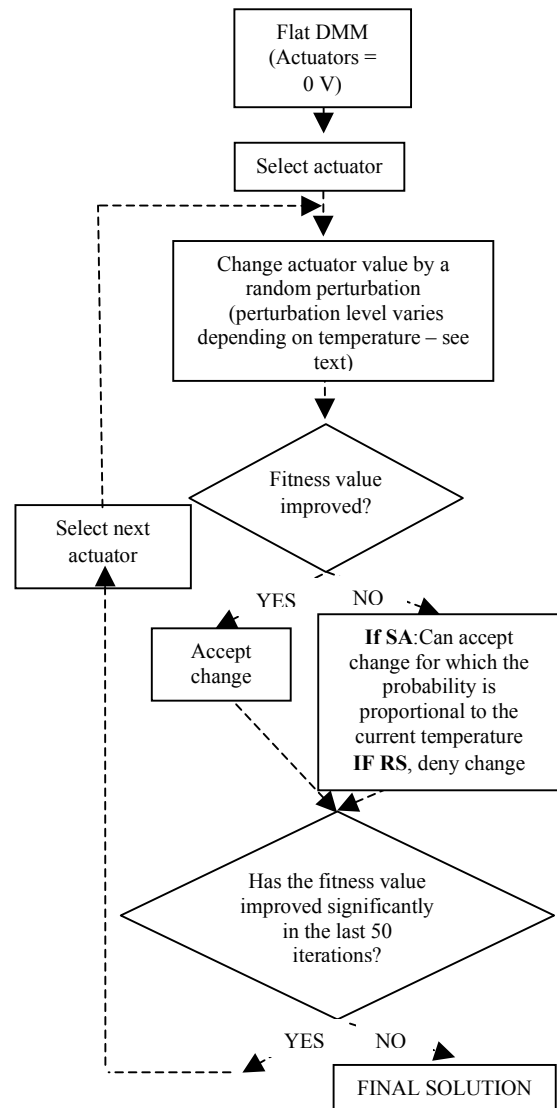 Flat DMM
(Actuators =
0 V)
Select actuator
Change actuator value by a
random perturbation
(perturbation level varies
depending on temperature – see
text)
Fitness value
improved?
Select next
actuator
YES
NO
Accept
change
If SA:Can accept
change for which the
probability is
proportional to the
current temperature
IF RS, deny change
Has the fitness value
improved significantly
in the last 50
iterations?
YES
NO
FINAL SOLUTION